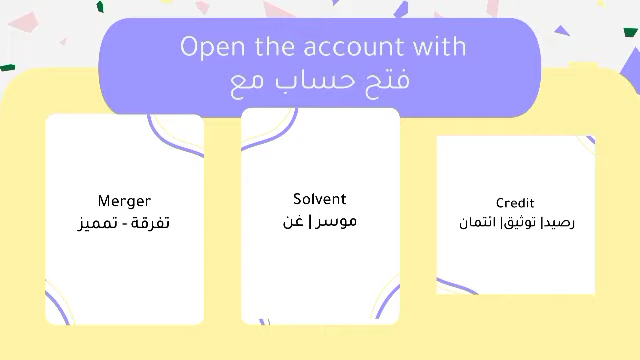 Open the account with
فتح حساب مع
Merger
تفرقة - تمميز
Solvent
موسر | غن
Credit
رصيد| توثيق| ائتمان